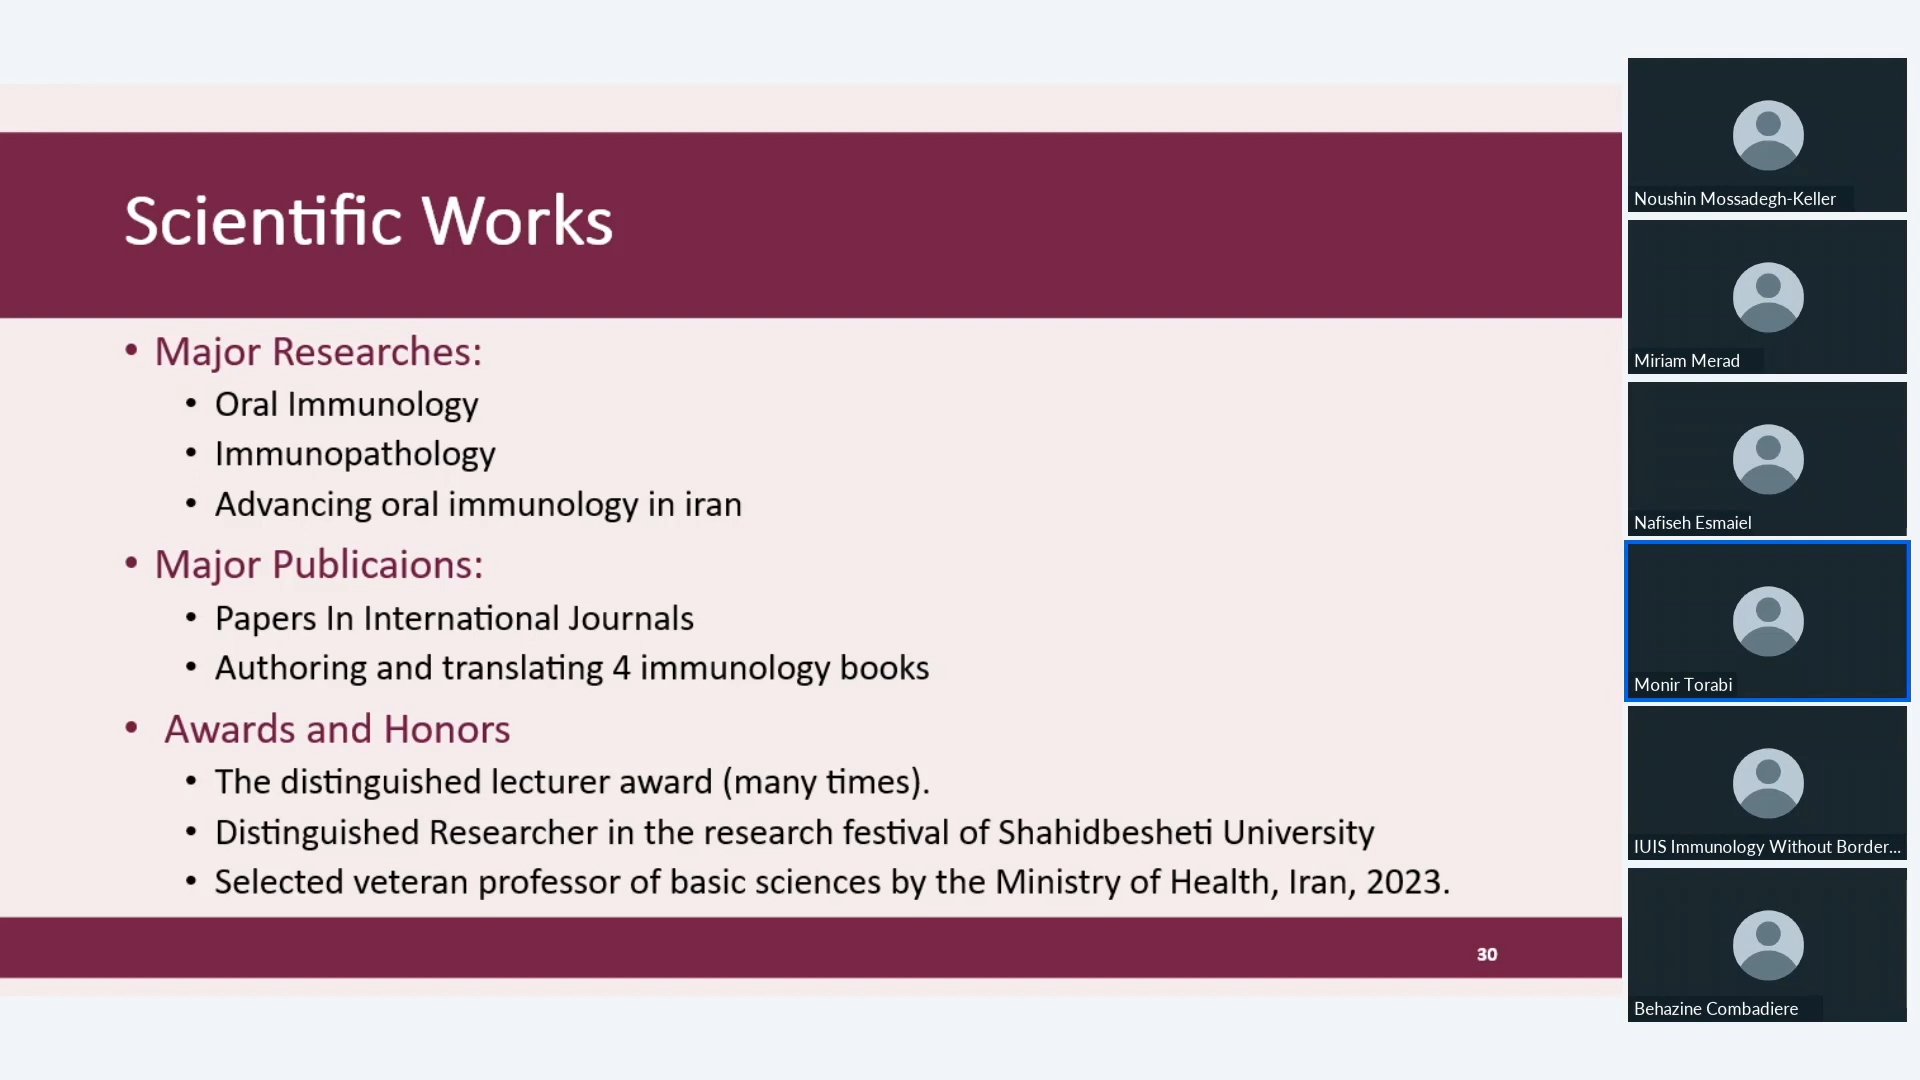 Scientific Works
• Major Researches:
• Oral Immunology
• Immunopathology
• Advancing oral immunology in iran
• Major Publicaions:
• Papers In International Journals
• Authoring and translating 4 immunology books
• Awards and Honors
• The distinguished lecturer award (many times).
• Distinguished Researcher in the research festival of Shahidbesheti University
• Selected veteran professor of basic sciences by the Ministry of Health, Iran, 2023.
30
Noushin Mossadegh-Keller
Miriam Merad
Nafiseh Esmaiel
Monir Torabi
IUIS Immunology Without Border...
Behazine Combadiere